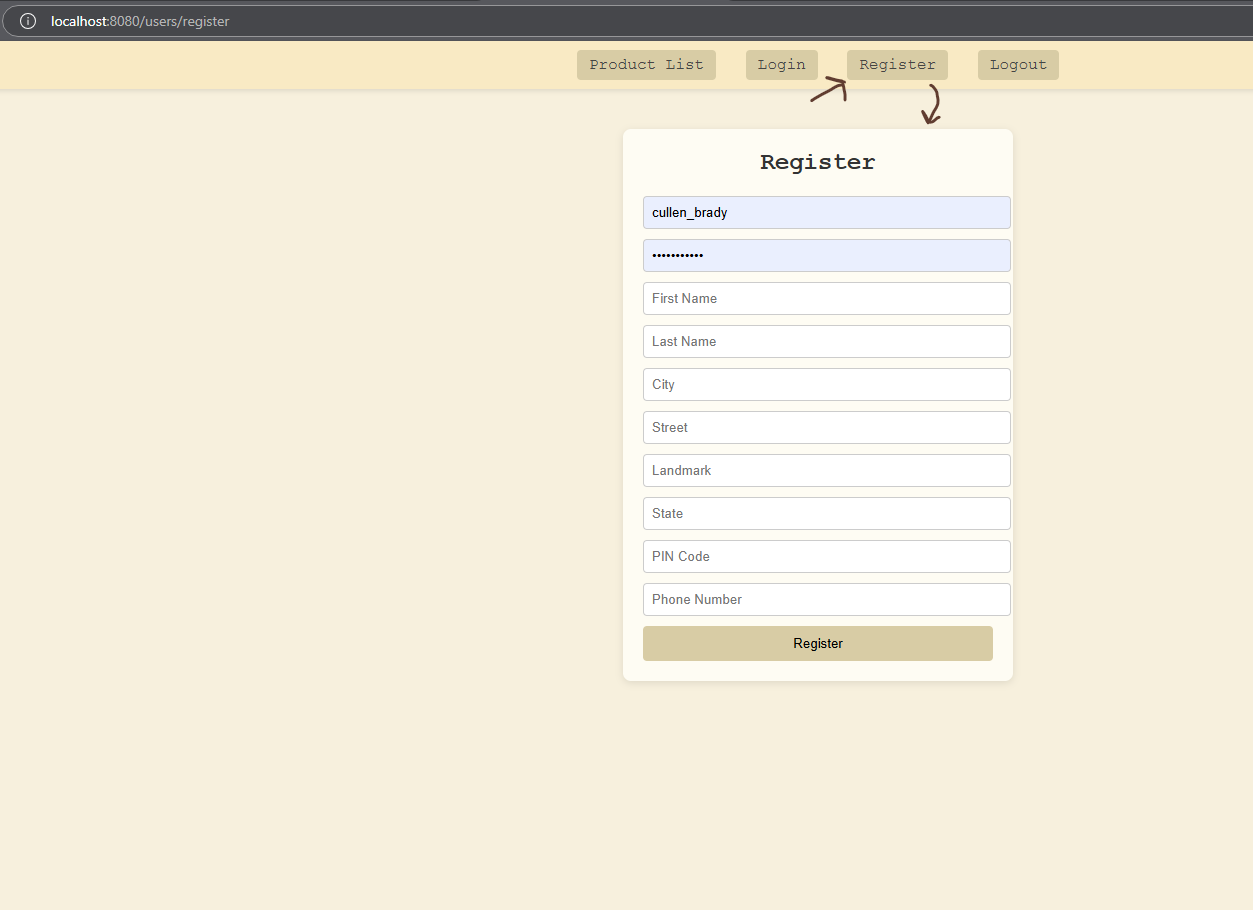 localhost:8080/users/register
Product List Login Register Logout
Register
cullen_brady
•••••••••••
First Name
Last Name
City
Street
Landmark
State
PIN Code
Phone Number
Register